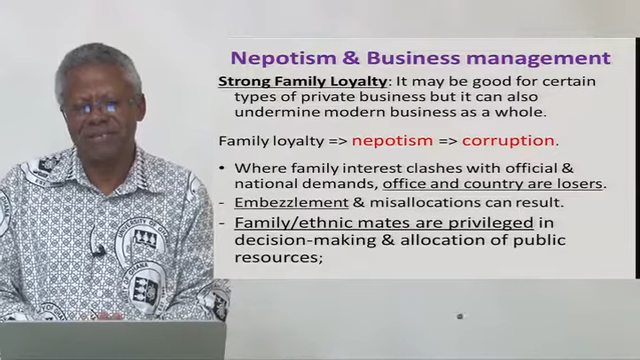 Nepotism & Business management
Strong Family Loyalty: It may be good for certain
types of private business but it can also
undermine modern business as a whole.
Family loyalty => nepotism => corruption.
• Where family interest clashes with official &
national demands, office and country are losers.
- Embezzlement & misallocations can result.
- Family/ethnic mates are privileged in
decision-making & allocation of public
resources;